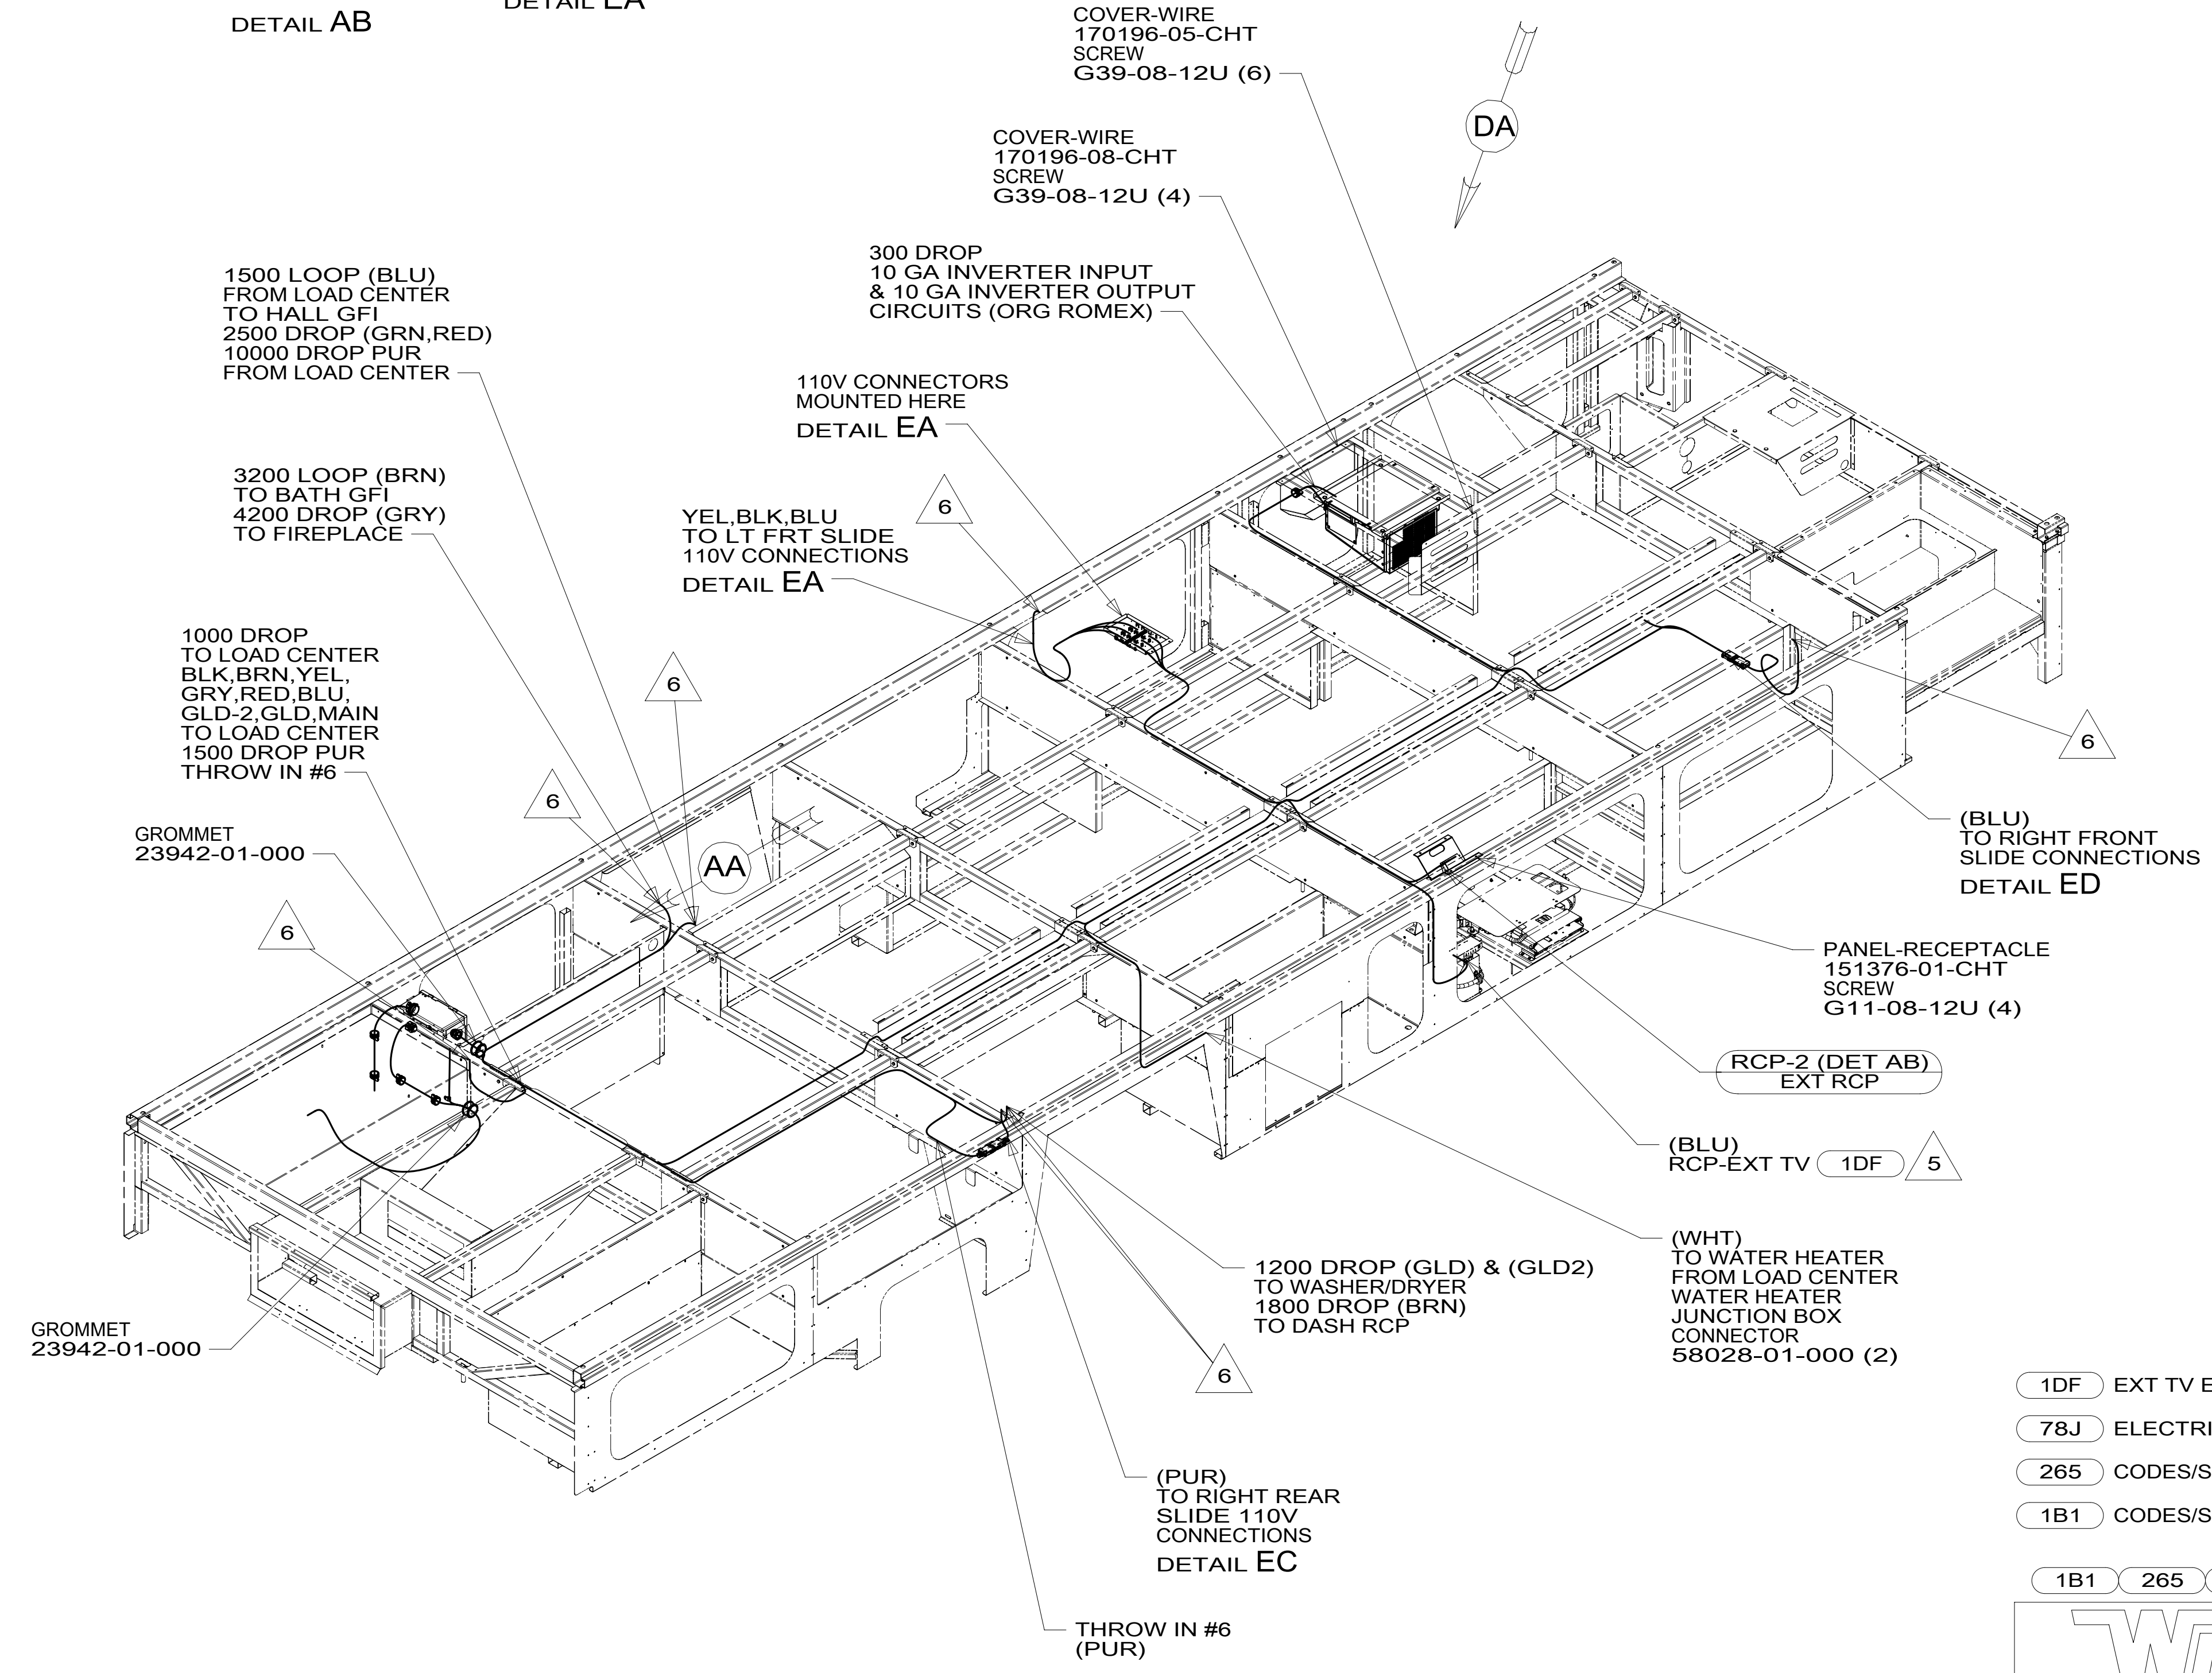 DETAIL AB
DETAIL EA
COVER-WIRE
170196-05-CHT
SCREW
G39-08-12U (6)
DA
COVER-WIRE
170196-08-CHT
SCREW
G39-08-12U (4)
300 DROP
10 GA INVERTER INPUT
& 10 GA INVERTER OUTPUT
CIRCUITS (ORG ROMEX)
1500 LOOP (BLU)
FROM LOAD CENTER
TO HALL GFI
2500 DROP (GRN,RED)
10000 DROP PUR
FROM LOAD CENTER
110V CONNECTORS
MOUNTED HERE
DETAIL EA
3200 LOOP (BRN)
TO BATH GFI
4200 DROP (GRY)
TO FIREPLACE
6
YEL,BLK,BLU
TO LT FRT SLIDE
110V CONNECTIONS
DETAIL EA
1000 DROP
TO LOAD CENTER
BLK,BRN,YEL,
GRY,RED,BLU,
GLD-2,GLD,MAIN
TO LOAD CENTER
1500 DROP PUR
THROW IN #6
6
6
6
GROMMET
23942-01-000
AA
6
(BLU)
TO RIGHT FRONT
SLIDE CONNECTIONS
DETAIL ED
PANEL-RECEPTACLE
151376-01-CHT
SCREW
G11-08-12U (4)
RCP-2 (DET AB)
EXT RCP
(BLU)
RCP-EXT TV 1DF 5
(WHT)
TO WATER HEATER
FROM LOAD CENTER
WATER HEATER
JUNCTION BOX
CONNECTOR
58028-01-000 (2)
1200 DROP (GLD) & (GLD2)
TO WASHER/DRYER
1800 DROP (BRN)
TO DASH RCP
6
GROMMET
23942-01-000
(PUR)
TO RIGHT REAR
SLIDE 110V
CONNECTIONS
DETAIL EC
THROW IN #6
(PUR)
1DF EXT TV E
78J ELECTRI
265 CODES/S
1B1 CODES/S
1B1 265